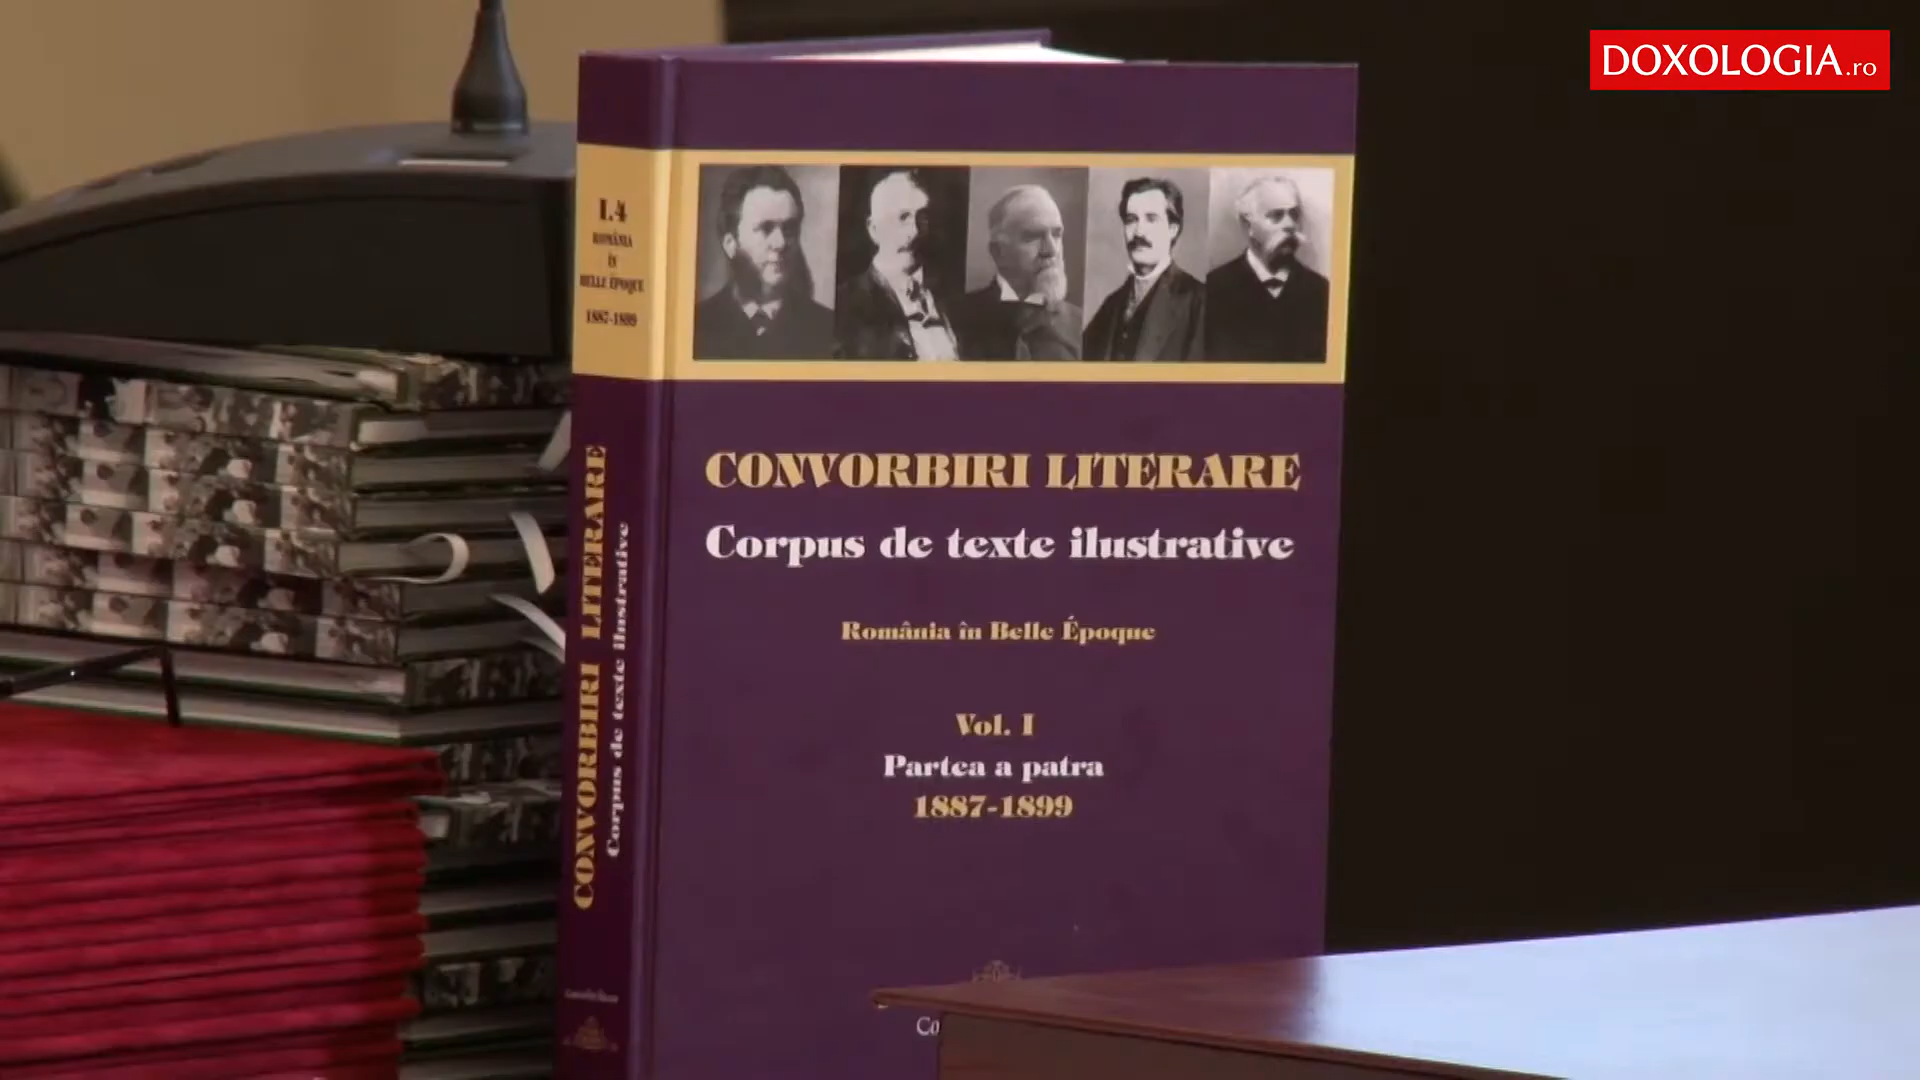 DOXOLOGIA.ro
I.4
ROMÂNIA
ÎN
BELLE ÉPOQUE
1887-1899
CONVORBIRI LITERARE
Corpus de texte ilustrative
CONVORBIRI LITERARE
Corpus de texte ilustrative
România în Belle Époque
Vol. I
Partea a patra
1887-1899
Co